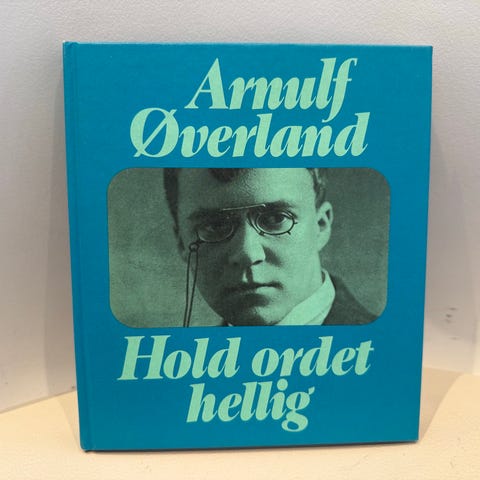 Arnulf
Øverland
Hold ordet
hellig